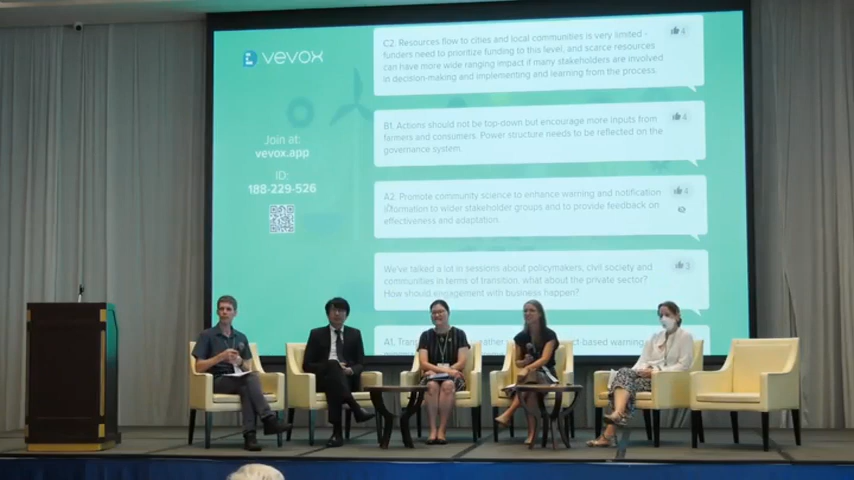 vevox
Join at:
vevox.app
ID:
188-229-526
C2. Resources flow to cities and local communities is very limited -
funders need to prioritize funding to this level, and scarce resources
can have more wide ranging impact if many stakeholders are involved
in decision-making and implementing and learning from the process.
4
B1. Actions should not be top-down but encourage more inputs from
farmers and consumers. Power structure needs to be reflected on the
governance system.
4
A2. Promote community science to enhance warning and notification
information to wider stakeholder groups and to provide feedback on
effectiveness and adaptation.
4
We've talked a lot in sessions about policymakers, civil society and
communities in terms of transition, what about the private sector?
How should engagement with business happen?
3
A1.
warning